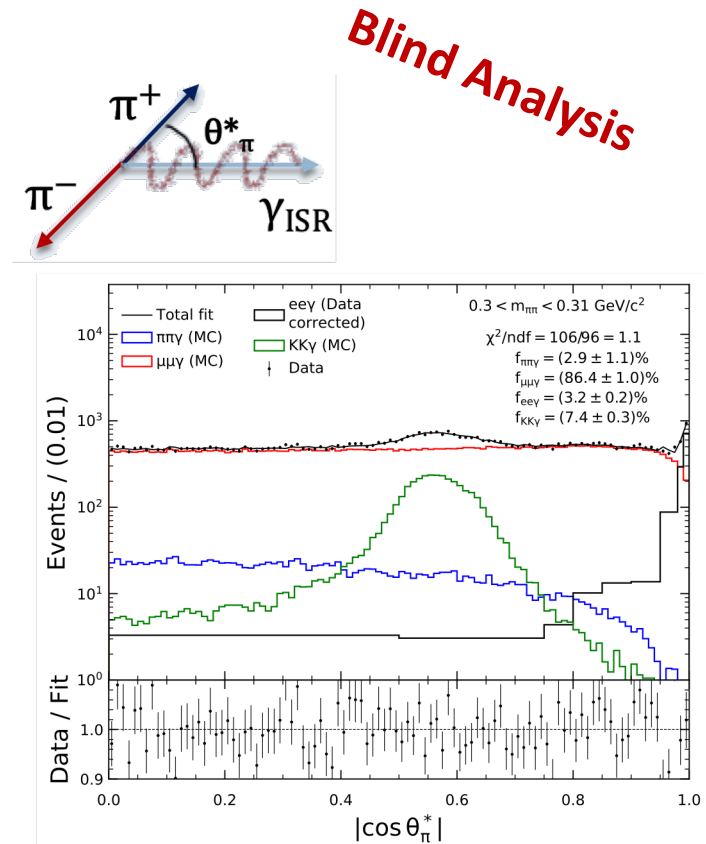 Blind Analysis
π⁺
θ*π
π⁻
γISR
Total fit
ππγ (MC)
μμγ (MC)
eeγ (Data
corrected)
KKγ (MC)
Data
0.3 < mππ < 0.31 GeV/c²
χ²/ndf = 106/96 = 1.1
fππγ = (2.9 ± 1.1)%
fμμγ = (86.4 ± 1.0)%
feeγ = (3.2 ± 0.2)%
fKKγ = (7.4 ± 0.3)%
Events / (0.01)
10⁴
10³
10²
10¹
10⁰
Data / Fit
1.0
0.9
0.0 0.2 0.4 0.6 0.8 1.0
|cos θ*π|